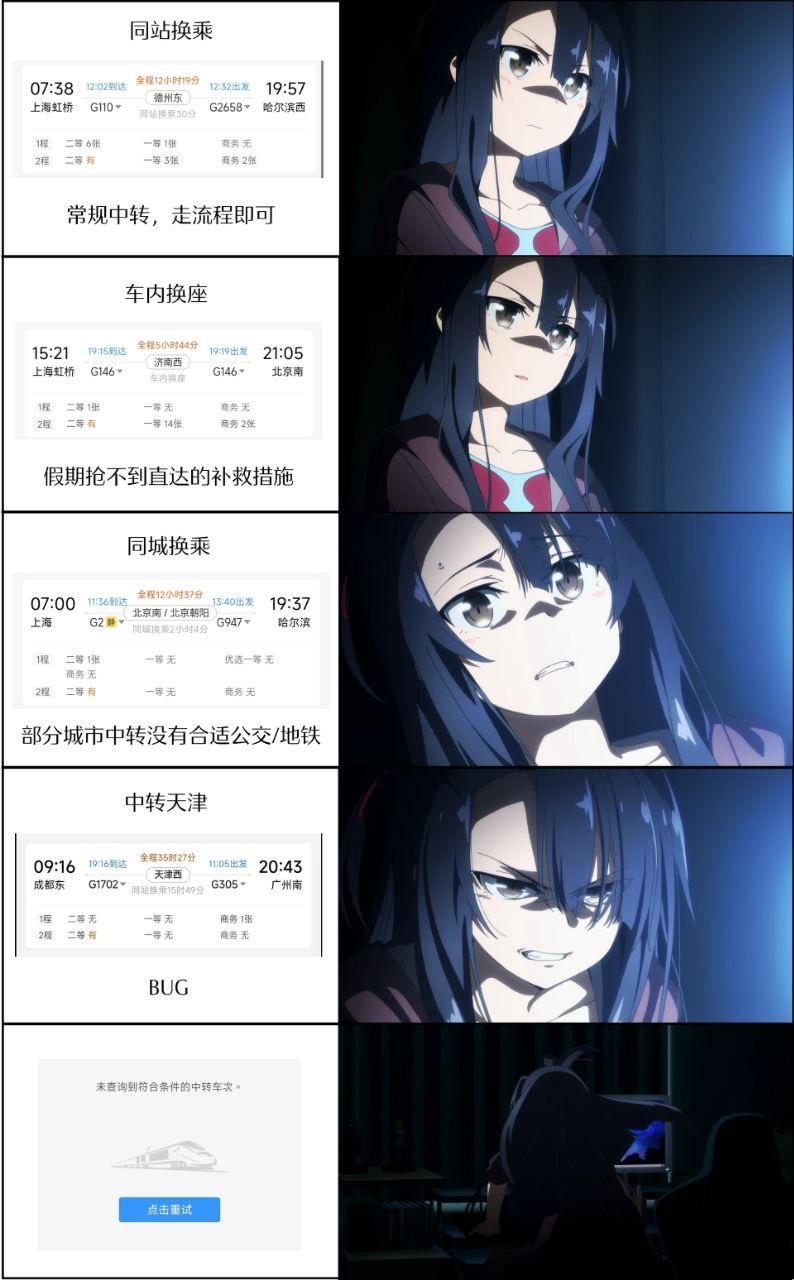 同站换乘
全程12小时19分
07:38 12:02到达 德州东 12:32出发 19:57
上海虹桥 G110 同站换乘30分 G2658 哈尔滨西
1程 二等 6张 一等 1张 商务 无
2程 二等 有 一等 3张 商务 2张
常规中转，走流程即可
车内换座
全程5小时44分
15:21 19:15到达 济南西 19:19出发 21:05
上海虹桥 G146 车内换座 G146 北京南
1程 二等 1张 一等 无 商务 无
2程 二等 有 一等 14张 商务 2张
假期抢不到直达的补救措施
同城换乘
全程12小时37分
07:00 11:36到达 北京南 / 北京朝阳 13:40出发 19:37
上海 G2 静 同城换乘2小时4分 G947 哈尔滨
1程 二等 1张 一等 无 优选一等 无
商务 无
2程 二等 有 一等 无 商务 无
部分城市中转没有合适公交/地铁
中转天津
全程35时27分
09:16 19:16到达 天津西 11:05出发 20:43
成都东 G1702 同站换乘15时49分 G305 广州南
1程 二等 无 一等 无 商务 1张
2程 二等 有 一等 无 商务 无
BUG
未查询到符合条件的中转车次。
点击重试